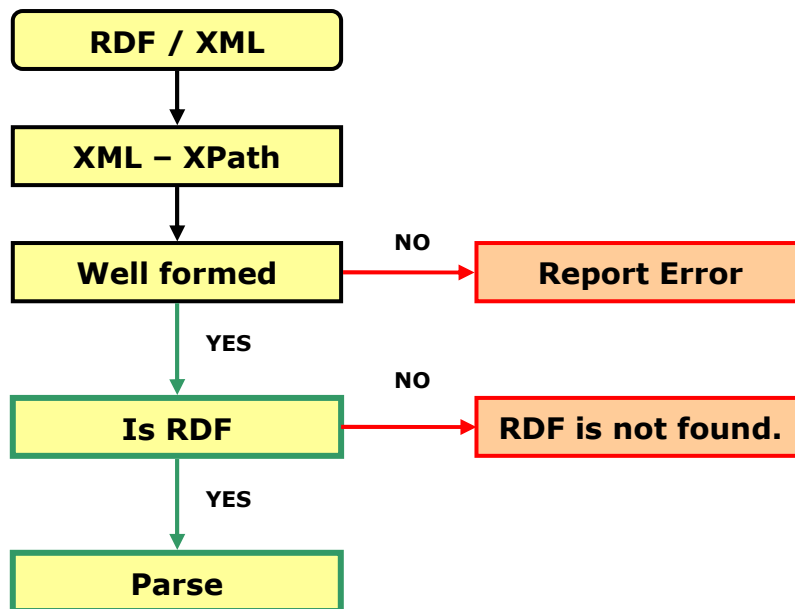 RDF / XML
XML – XPath
NO
Well formed
Report Error
YES
NO
Is RDF
RDF is not found.
YES
Parse